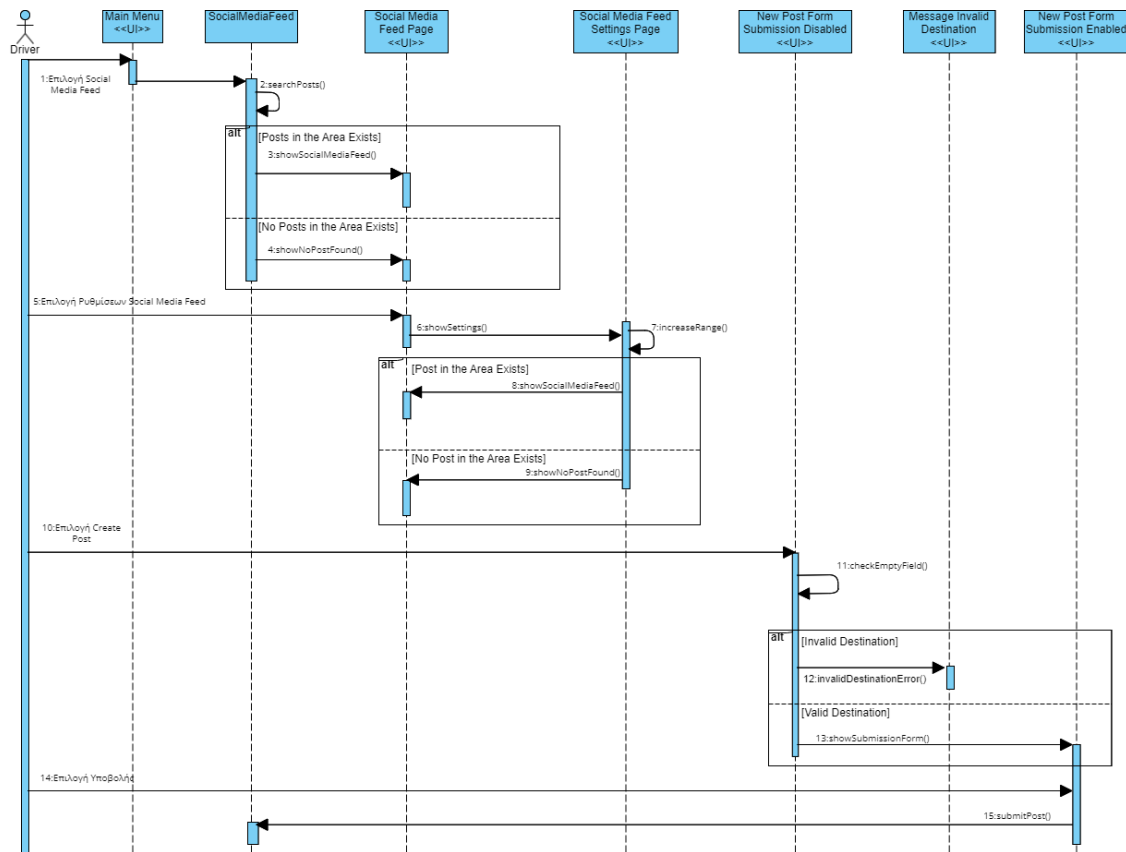 Driver
Main Menu
<<UI>>
SocialMediaFeed
Social Media
Feed Page
<<UI>>
Social Media Feed
Settings Page
<<UI>>
New Post Form
Submission Disabled
<<UI>>
Message Invalid
Destination
<<UI>>
New Post Form
Submission Enabled
<<UI>>
1:Επιλογή Social
Media Feed
2:searchPosts()
alt
[Posts in the Area Exists]
3:showSocialMediaFeed()
[No Posts in the Area Exists]
4:showNoPostFound()
5:Επιλογή Ρυθμίσεων Social Media Feed
6:showSettings()
7:increaseRange()
alt
[Post in the Area Exists]
8:showSocialMediaFeed()
[No Post in the Area Exists]
9:showNoPostFound()
10:Επιλογή Create
Post
11:checkEmptyField()
alt
[Invalid Destination]
12:invalidDestinationError()
[Valid Destination]
13:showSubmissionForm()
14:Επιλογή Υποβολής
15:submitPost()